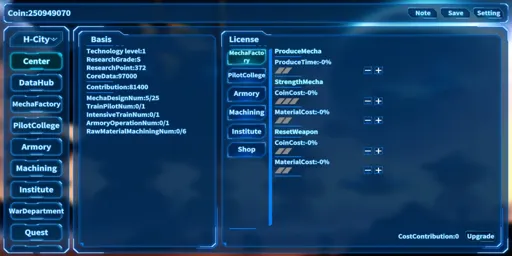 Coin:250949070
Note
Save
Setting
H-City
Center
DataHub
MechaFactory
PilotCollege
Armory
Machining
Institute
WarDepartment
Quest
Basis
Technology level:1
ResearchGrade:S
ResearchPoint:372
CoreData:97000
Contribution:81400
MechaDesignNum:5/25
TrainPilotNum:0/1
IntensiveTrainNum:0/1
ArmoryOperationNum:0/1
RawMaterialMachiningNum:0/6
License
MechaFacto
ry
PilotCollege
Armory
Machining
Institute
Shop
ProduceMecha
ProduceTime:-0%
StrengthMecha
CoinCost:-0%
MaterialCost:-0%
ResetWeapon
CoinCost:-0%
MaterialCost:-0%
CostContribution:0
Upgrade